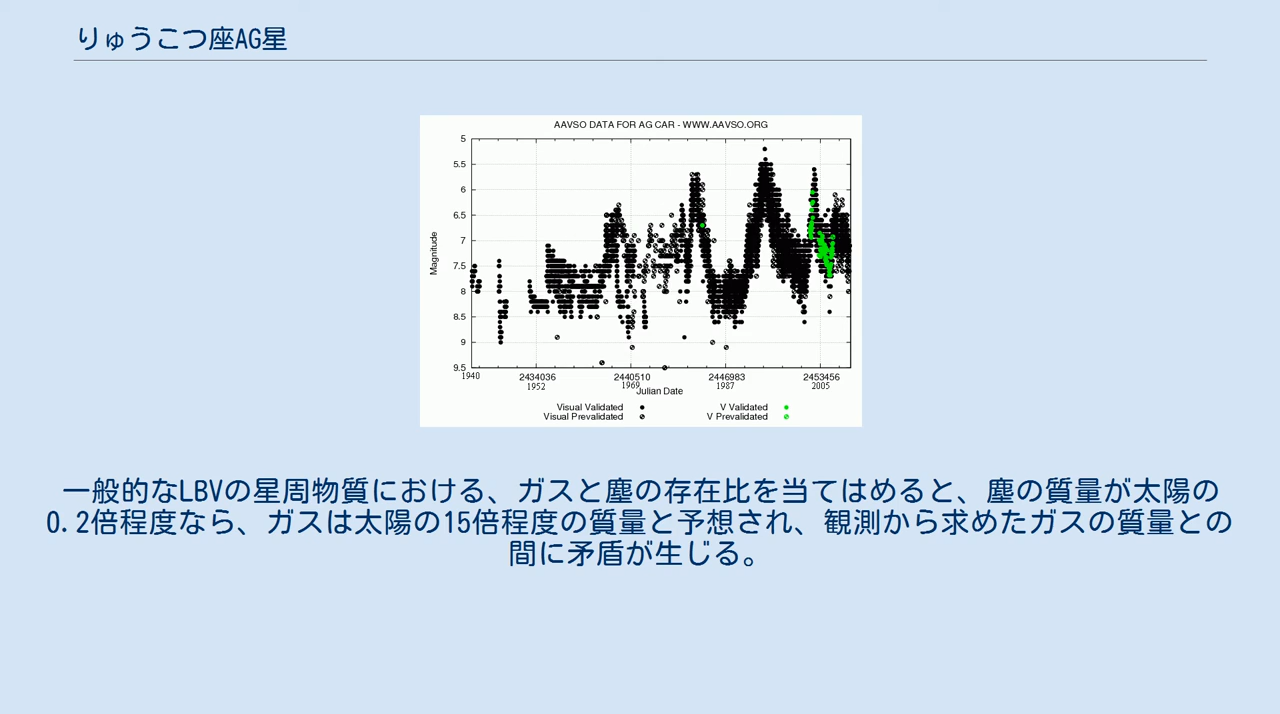 りゅうこつ座AG星
AAVSO DATA FOR AG CAR - WWW.AAVSO.ORG
5
5.5
6
6.5
7
7.5
8
8.5
9
9.5
Magnitude
2434036 2440510 2446983 2453456
1940 1952 1969 1987 2005
Julian Date
Visual Validated V Validated
Visual Prevalidated V Prevalidated
一般的なLBVの星周物質における、ガスと塵の存在比を当てはめると、塵の質量が太陽の
0.2倍程度なら、ガスは太陽の15倍程度の質量と予想され、観測から求めたガスの質量との
間に矛盾が生じる。